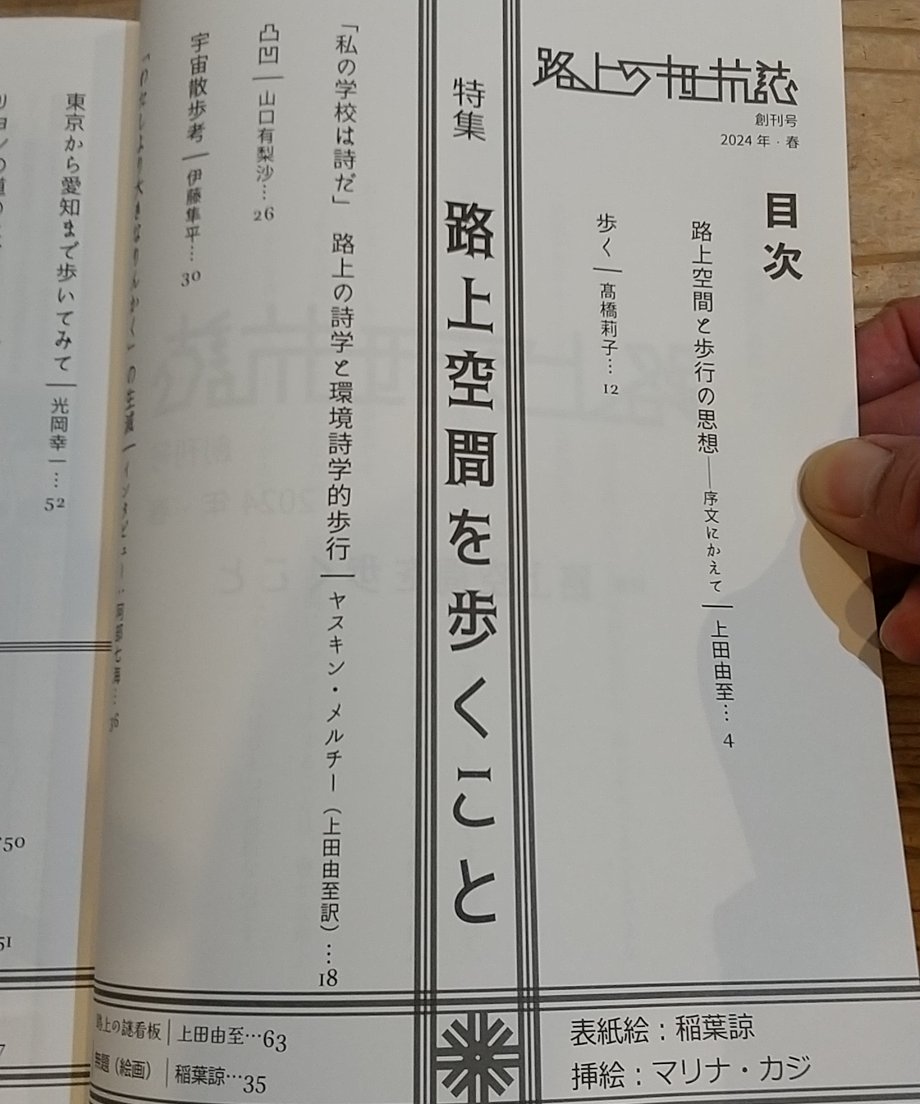 路上の抵抗誌
創刊号
2024年・春
目次
路上空間と歩行の思想──序文にかえて─上田由至… 4
歩く─髙橋莉子… 12
特集 路上空間を歩くこと
「私の学校は詩だ」 路上の詩学と環境詩学的歩行─ヤスキン・メルチー（上田由至訳）…18
凸凹─山口有梨沙… 26
宇宙散歩考─伊藤隼平… 30
東京から愛知まで歩いてみて─光岡幸一… 52
50
51
7
表紙絵：稲葉諒
挿絵：マリナ・カジ
路上の謎看板｜上田由至…63
無題（絵画）｜稲葉諒…35